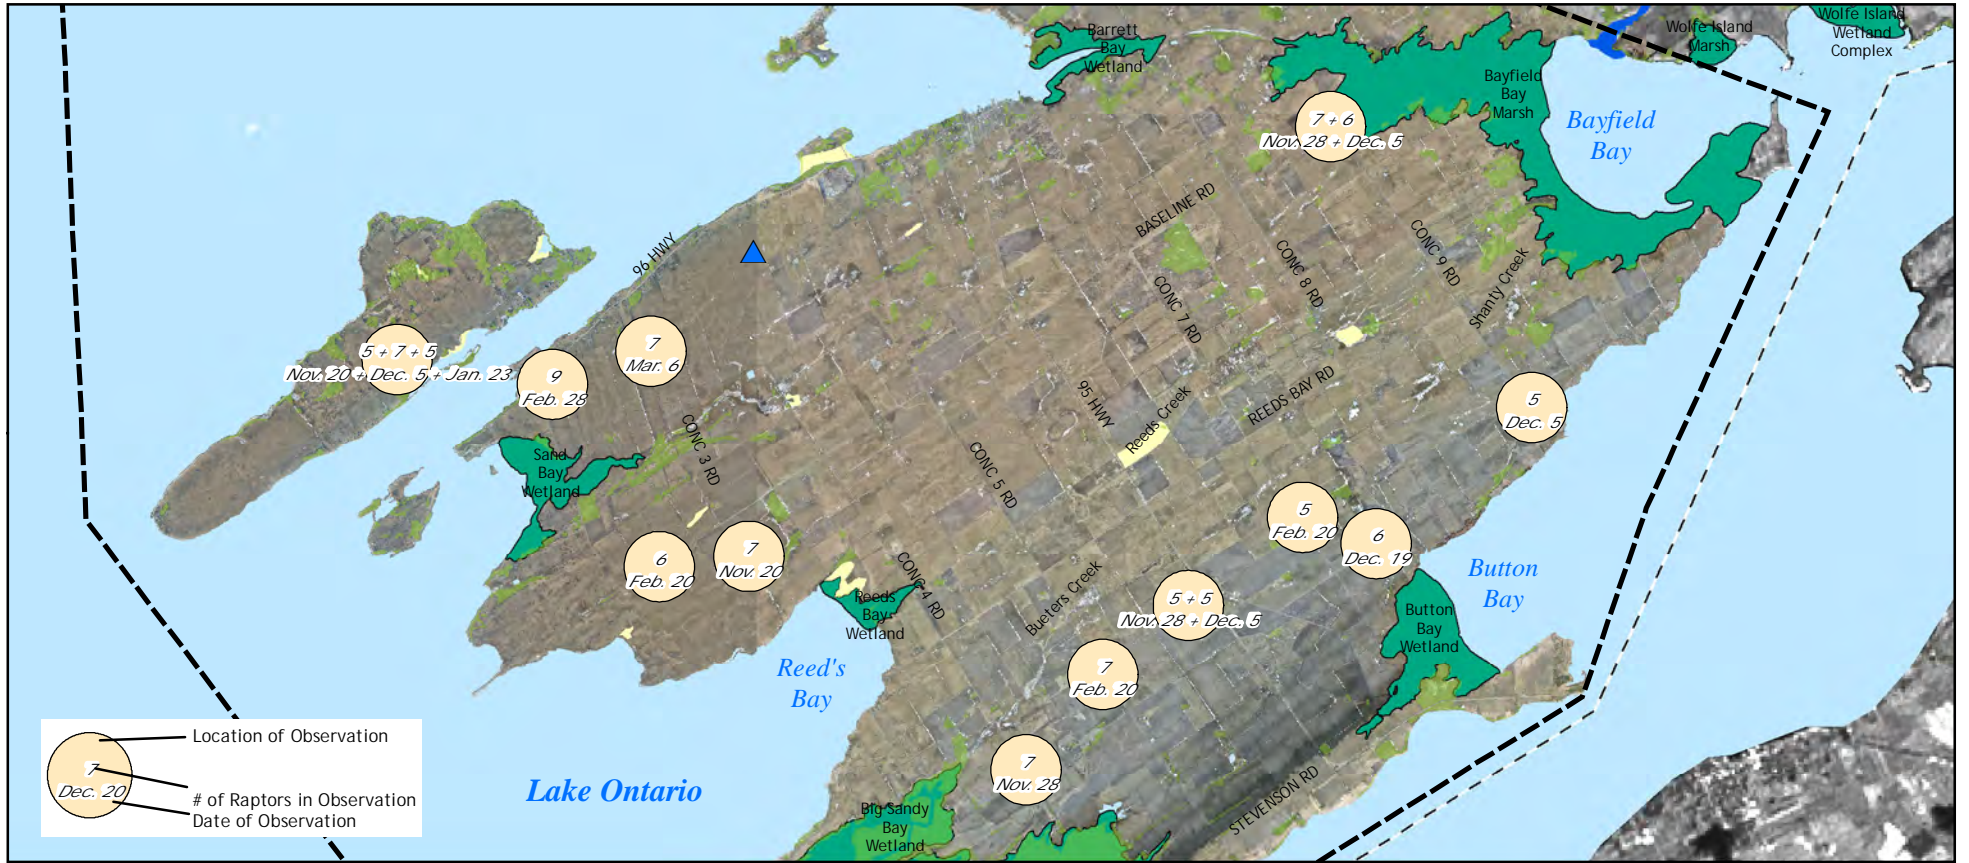 Barrett
Bay
Wetland
Wolfe Island
Marsh
Wolfe Island
Wetland
Complex
Bayfield
Bay
Marsh
Bayfield
Bay
7 + 6
Nov. 28 + Dec. 5
BASELINE RD
96 HWY
CONC 9 RD
CONC 8 RD
Shanty Creek
CONC 7 RD
5 + 7 + 5
Nov. 20 + Dec. 5 + Jan. 23
9
Feb. 28
7
Mar. 6
95 HWY
Reeds Creek
REEDS BAY RD
5
Dec. 5
CONC 3 RD
CONC 5 RD
Sand
Bay
Wetland
6
Feb. 20
7
Nov. 20
5
Feb. 20
6
Dec. 19
CONC 4 RD
Bueters Creek
Reeds
Bay
Wetland
5 + 5
Nov. 28 + Dec. 5
Button
Bay
Button
Bay
Wetland
Reed's
Bay
7
Feb. 20
7
Nov. 28
Lake Ontario
STEVENSON RD
Big Sandy
Bay
Wetland
7
Dec. 20
Location of Observation
# of Raptors in Observation
Date of Observation